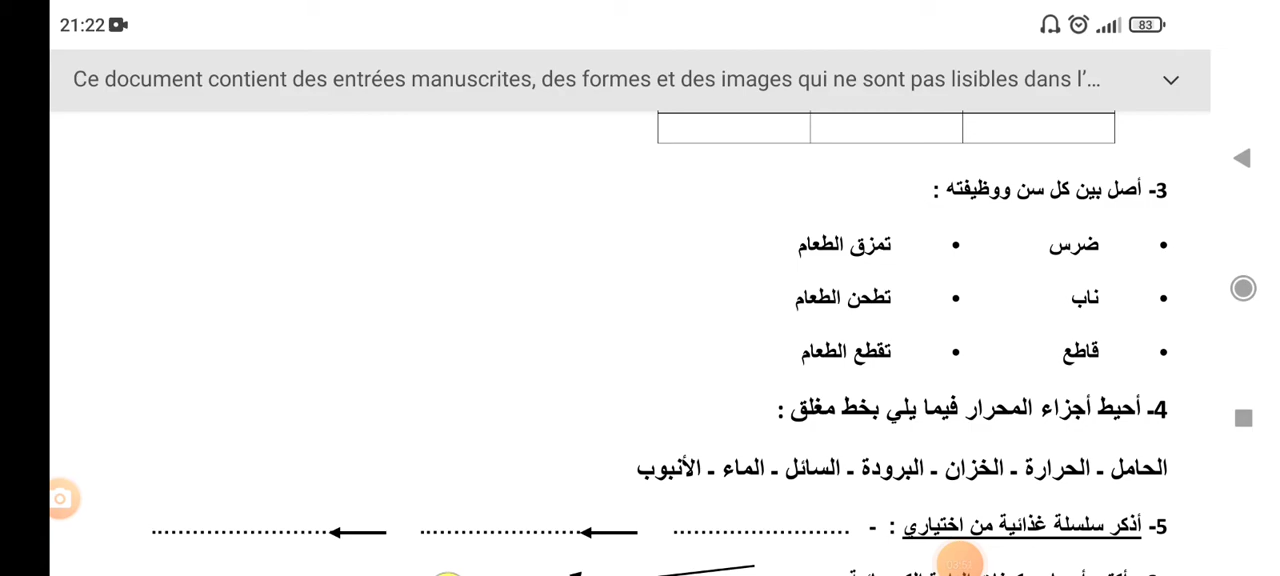 21:22
83
Ce document contient des entrées manuscrites, des formes et des images qui ne sont pas lisibles dans l'...
3- أصل بين كل سن ووظيفته :
• ضرس • تمزق الطعام
• ناب • تطحن الطعام
• قاطع • تقطع الطعام
4- أحيط أجزاء المحرار فيما يلي بخط مغلق :
الحامل - الحرارة - الخزان - البرودة - السائل - الماء - الأنبوب
5- أذكر سلسلة غذائية من اختياري : - ........................ ........................ ........................